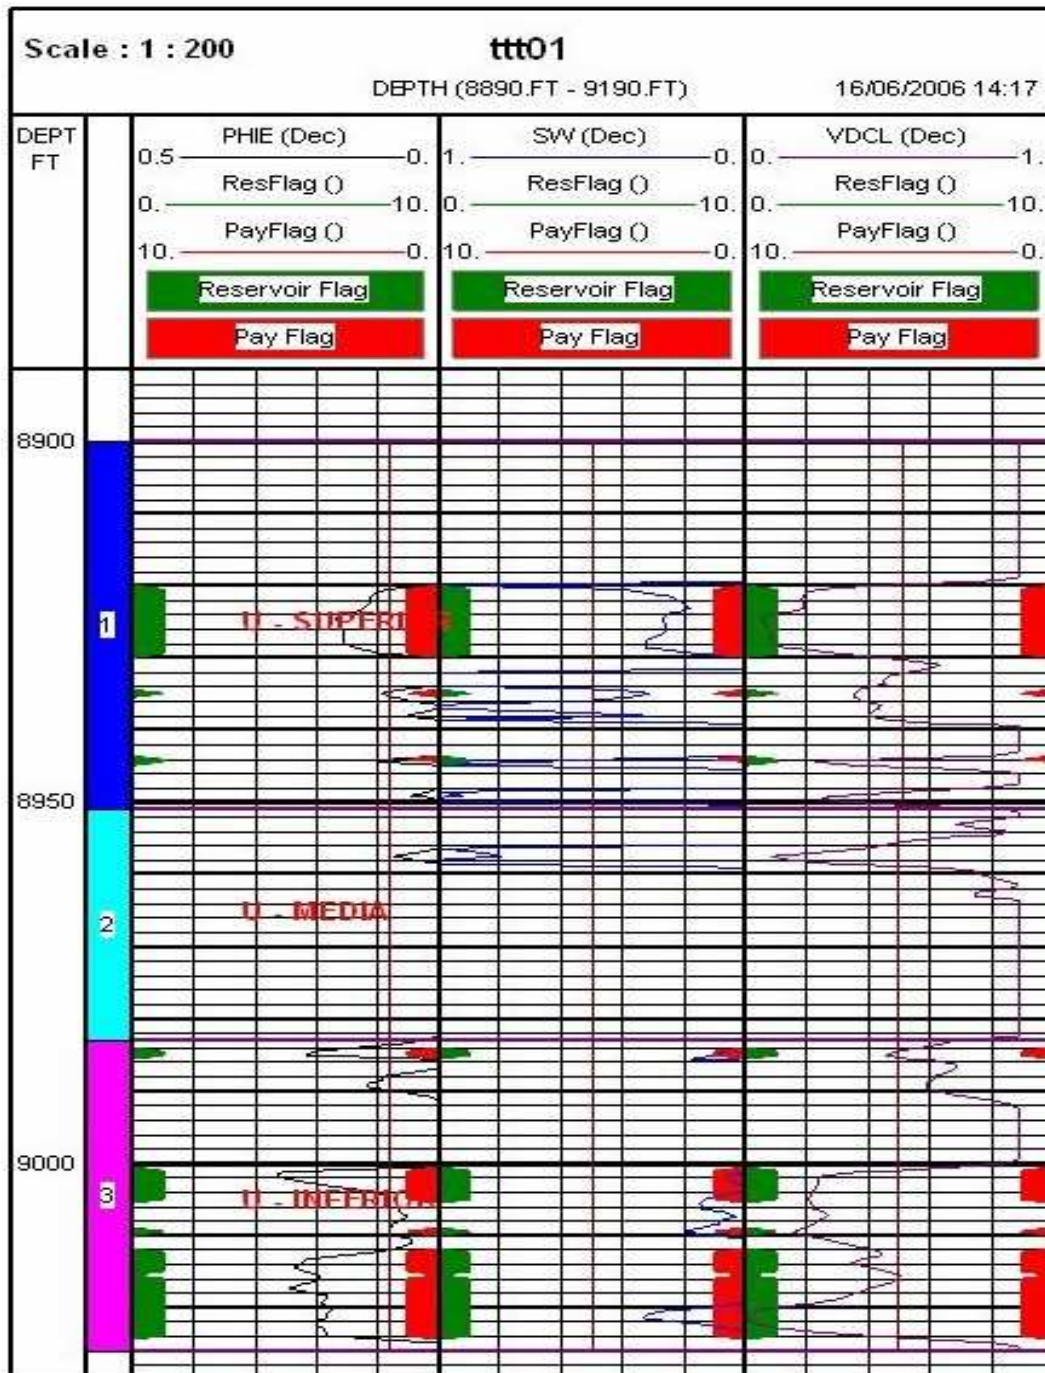 Scale : 1 : 200
ttt01
DEPTH (8890.FT - 9190.FT)
16/06/2006 14:17
DEPT
FT
PHIE (Dec)
0.5
0.
ResFlag ()
0.
10.
PayFlag ()
10.
0.
Reservoir Flag
Pay Flag
SW (Dec)
1.
0.
ResFlag ()
0.
10.
PayFlag ()
10.
0.
Reservoir Flag
Pay Flag
VDCL (Dec)
0.
1.
ResFlag ()
0.
10.
PayFlag ()
10.
0.
Reservoir Flag
Pay Flag
8900
1
U - SUPERIOR
8950
2
U - MEDIA
9000
3
U - INFERIOR